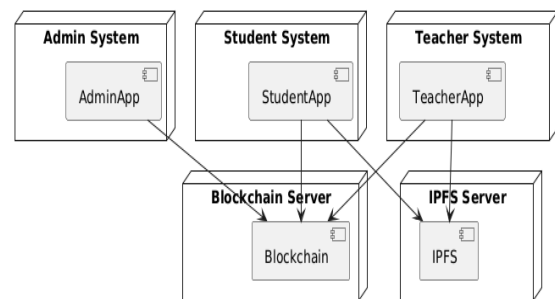 Admin System
Student System
Teacher System
AdminApp
StudentApp
TeacherApp
Blockchain Server
IPFS Server
Blockchain
IPFS